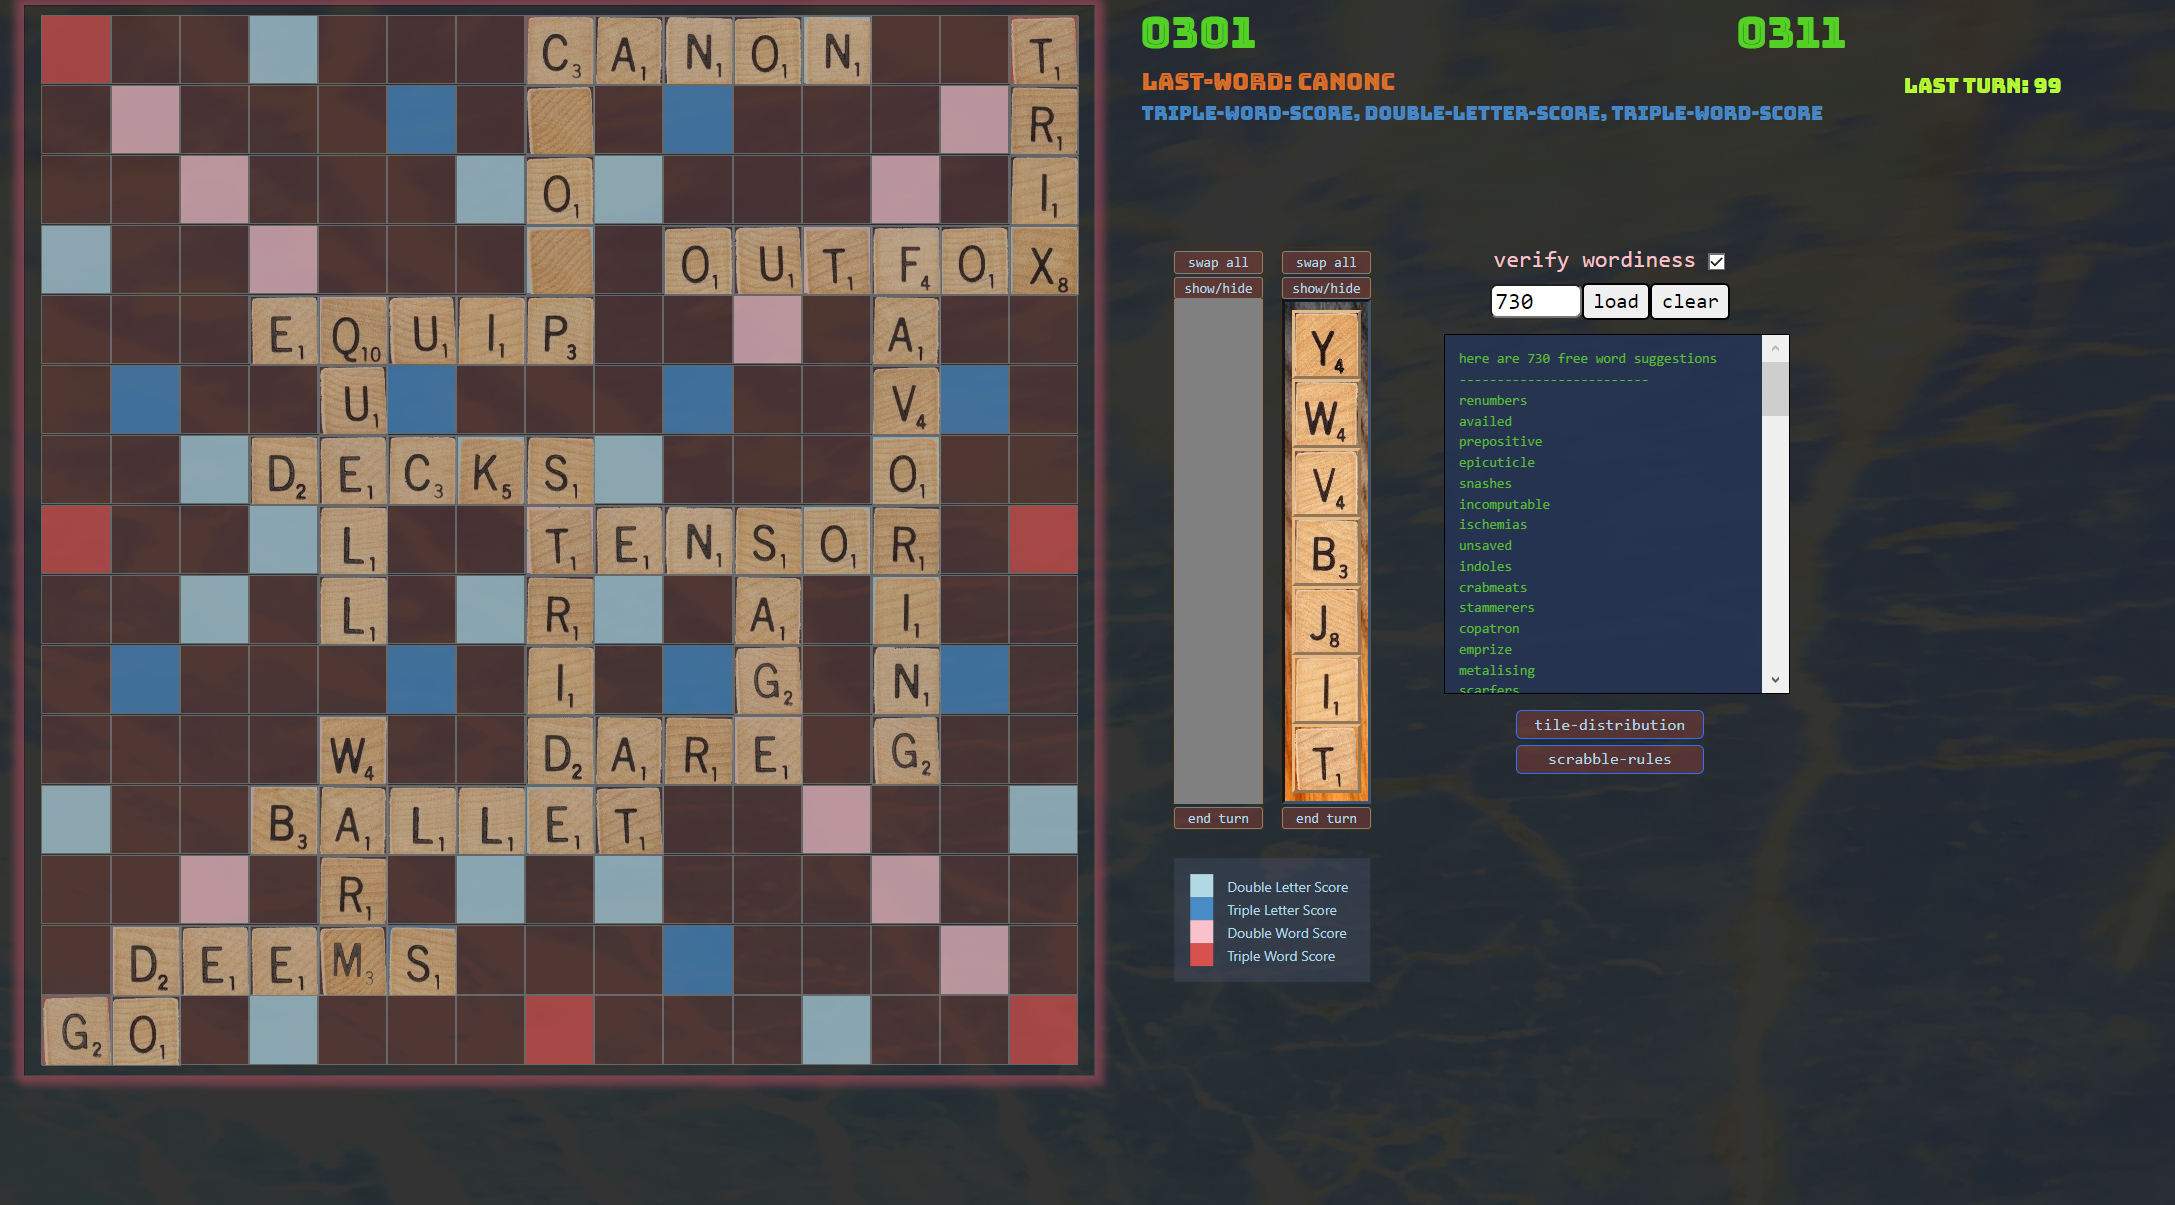 0301
0311
LAST-WORD: CANONC
LAST TURN: 99
TRIPLE-WORD-SCORE, DOUBLE-LETTER-SCORE, TRIPLE-WORD-SCORE
C3 A1 N1 O1 N1 T1
R1
O1 I1
O1 U1 T1 F4 O1 X8
E1 Q10 U1 I1 P3 A1
U1 V4
D2 E1 C3 K5 S1 O1
L1 T1 E1 N1 S1 O1 R1
L1 R1 A1 I1
I1 G2 N1
W4 D2 A1 R1 E1 G2
B3 A1 L1 L1 E1 T1
R1
D2 E1 E1 M3 S1
G2 O1
swap all
show/hide
end turn
swap all
show/hide
Y4
W4
V4
B3
J8
I1
T1
end turn
Double Letter Score
Triple Letter Score
Double Word Score
Triple Word Score
verify wordiness
730 load clear
here are 730 free word suggestions
-------------------------
renumbers
availed
prepositive
epicuticle
snashes
incomputable
ischemias
unsaved
indoles
crabmeats
stammerers
copatron
emprize
metalising
scarfers
tile-distribution
scrabble-rules